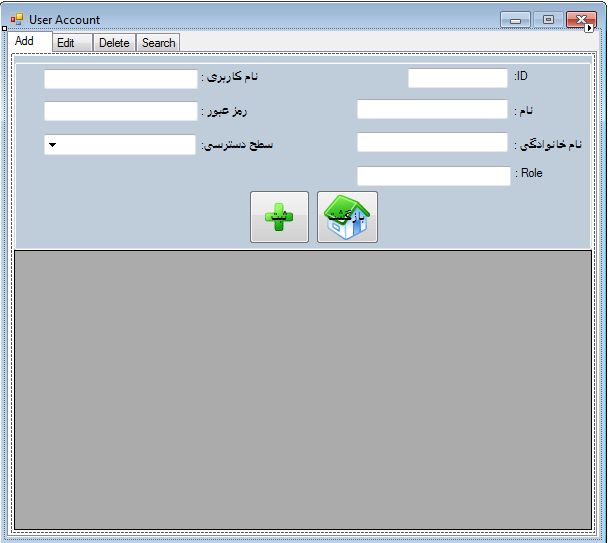 User Account
Add Edit Delete Search
ID:
نام کاربری :
نام :
رمز عبور :
نام خانوادگی :
سطح دسترسی:
Role :
ثبت
بازگشت